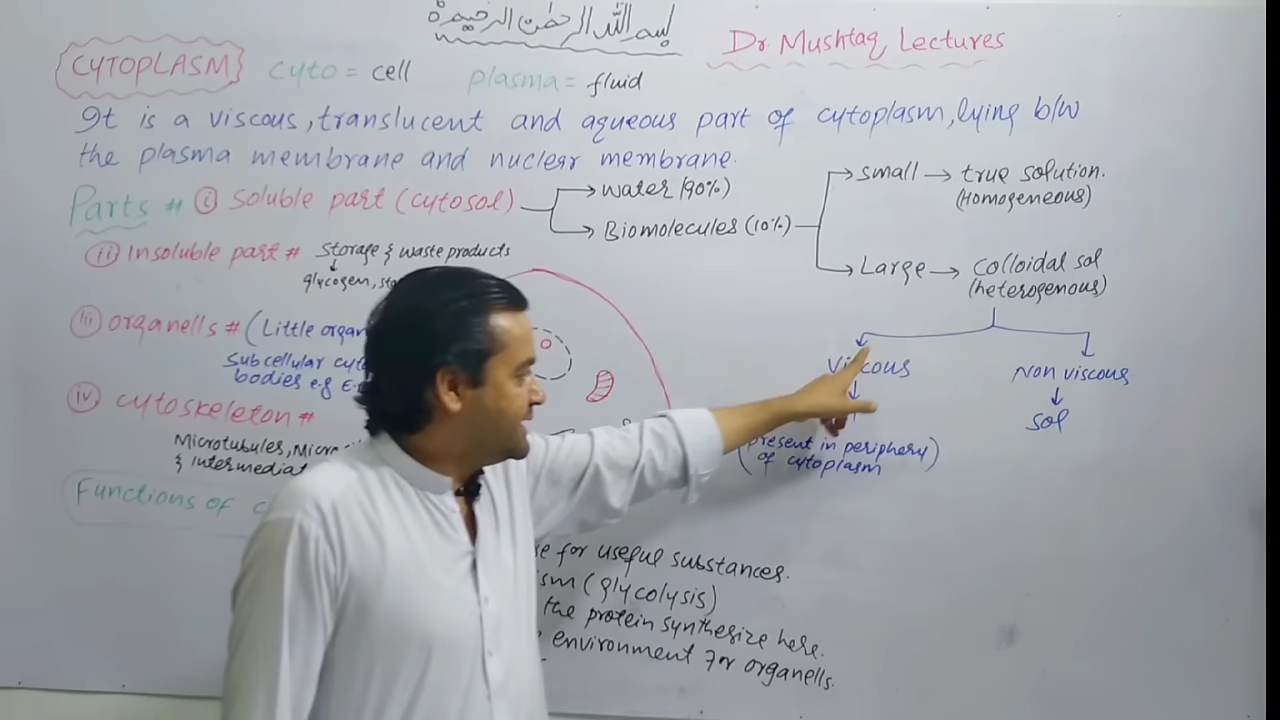 بسم اللہ الرحمٰن الرحیم
Dr. Mushtaq Lectures
CYTOPLASM cyto = cell plasma = fluid
It is a viscous, translucent and aqueous part of cytoplasm, lying b/w
the plasma membrane and nuclear membrane.
Parts # (i) Soluble part (cytosol) → water (90%)
→ Biomolecules (10%)
→ small → true solution.
(Homogeneous)
→ Large → colloidal sol
(heterogenous)
(ii) Insoluble part # Storage & waste products
glycogen,
(iii) organells # (Little
Subcellular
bodies e.g
(iv) cytoskeleton #
Microtubules,
&
Functions of
Viscous
(present in periphery)
of cytoplasm
Non viscous
sol
for useful substances.
(glycolysis)
the protein synthesize here.
environment for organells.